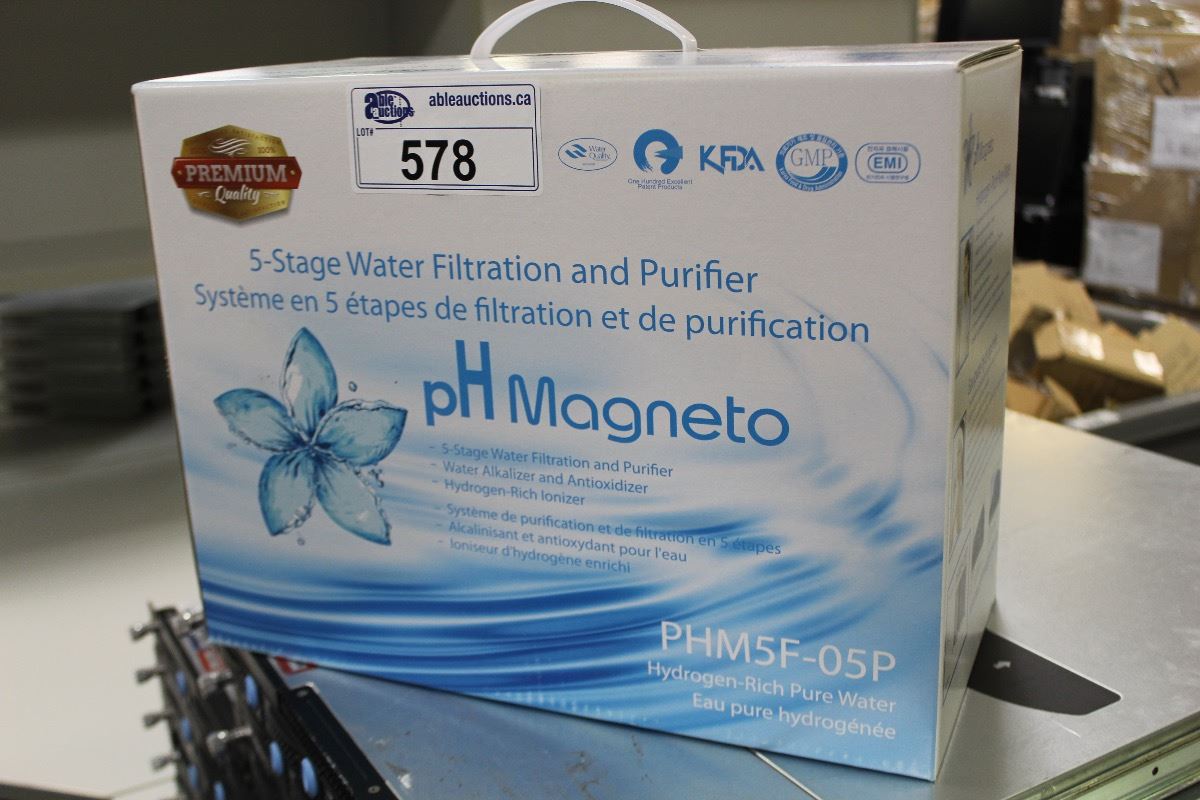 able auctions
ableauctions.ca
LOT#
578
PREMIUM
Quality
Water Quality
One Hundred Excellent
Patent Products
KFDA
GMP
EMI
5-Stage Water Filtration and Purifier
Système en 5 étapes de filtration et de purification
pH Magneto
- 5-Stage Water Filtration and Purifier
- Water Alkalizer and Antioxidizer
- Hydrogen-Rich Ionizer
- Système de purification et de filtration en 5 étapes
- Alcalinisant et antioxydant pour l'eau
- Ioniseur d'hydrogène enrichi
PHM5F-05P
Hydrogen-Rich Pure Water
Eau pure hydrogénée
pH Magneto